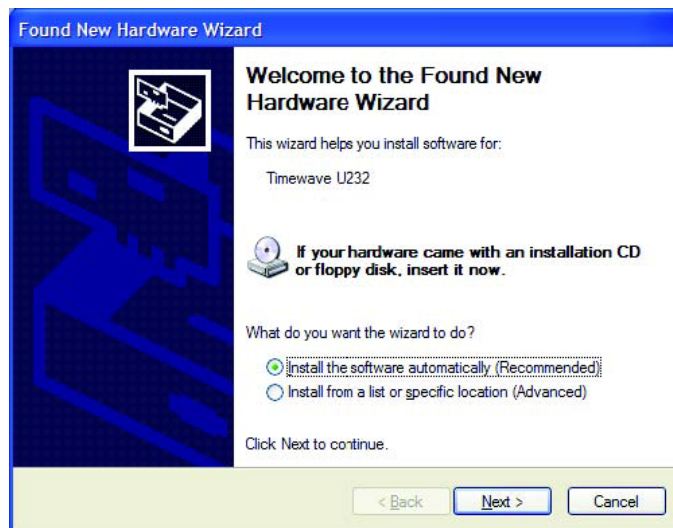 Found New Hardware Wizard
Welcome to the Found New
Hardware Wizard
This wizard helps you install software for:
Timewave U232
If your hardware came with an installation CD
or floppy disk, insert it now.
What do you want the wizard to do?
Install the software automatically (Recommended)
Install from a list or specific location (Advanced)
Click Next to continue.
< Back Next > Cancel